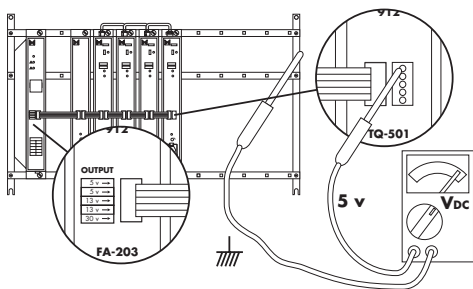 912
TQ-501
912
OUTPUT
5 v →
5 v →
13 v →
13 v →
30 v →
FA-203
5 v
VDC